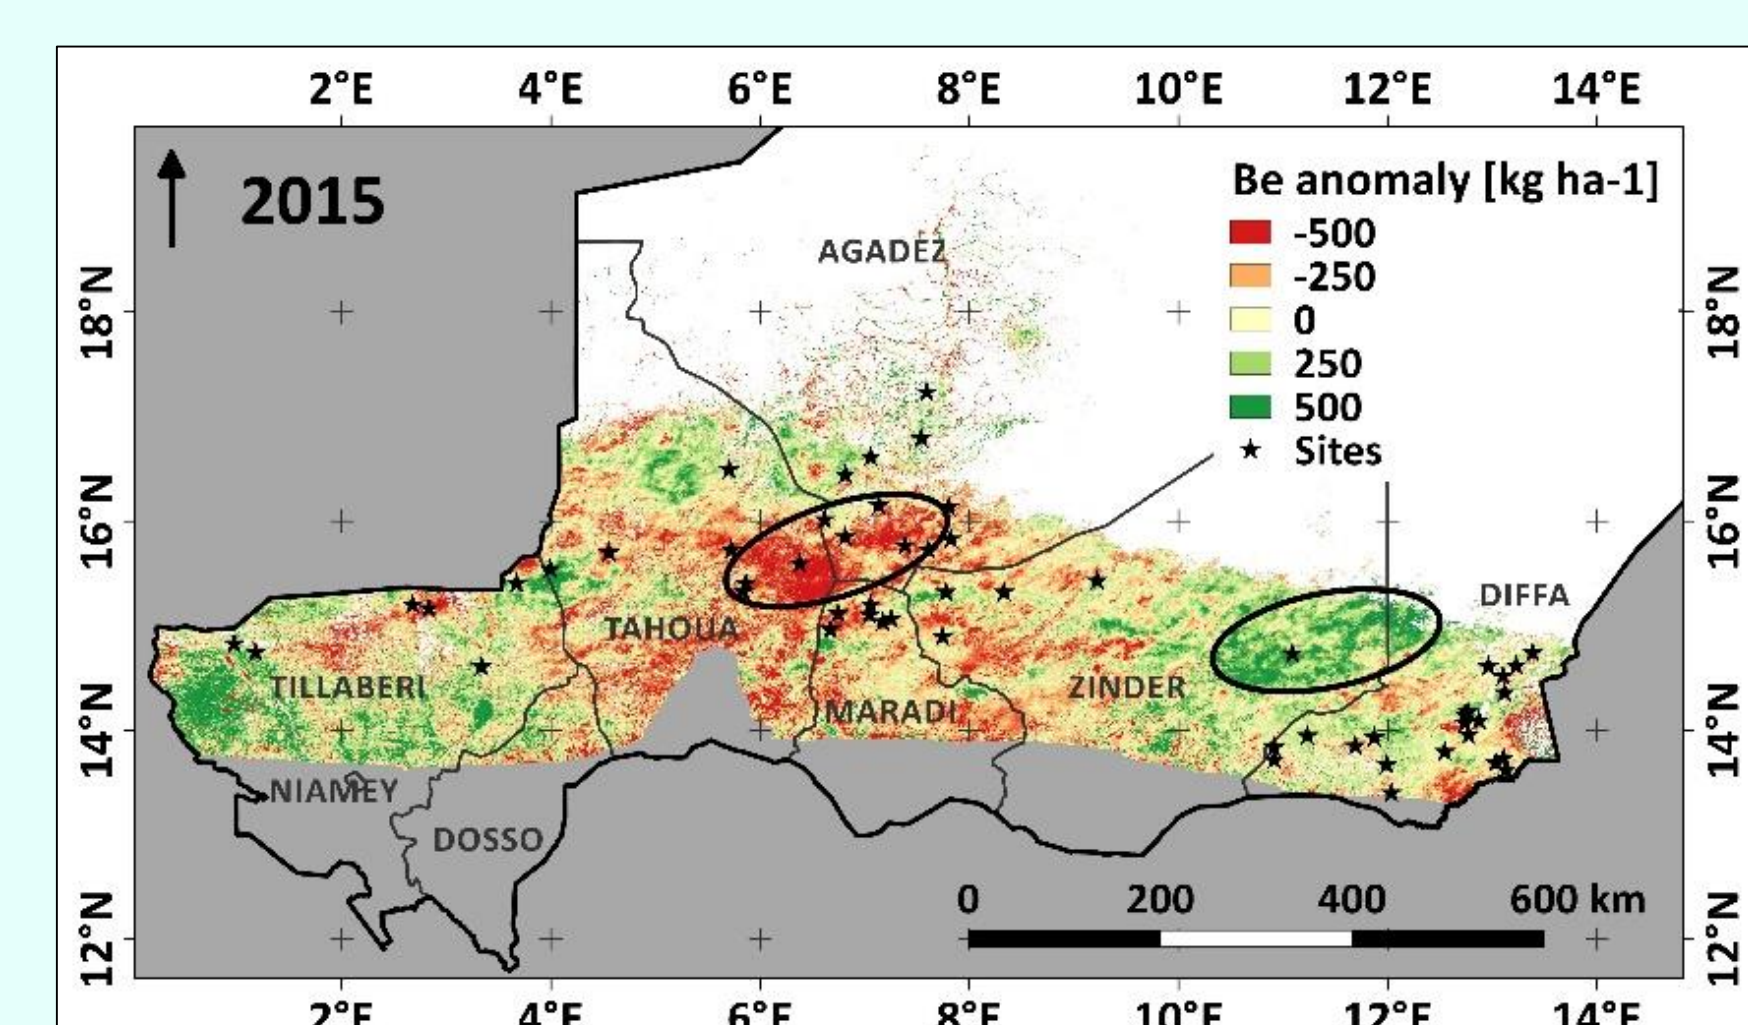 2°E 4°E 6°E 8°E 10°E 12°E 14°E
2015
Be anomaly [kg ha-1]
-500
-250
0
250
500
Sites
AGADEZ
18°N 18°N
16°N 16°N
DIFFA
TAHOUA
TILLABERI
ZINDER
MARADI
14°N 14°N
NIAMEY
DOSSO
0 200 400 600 km
12°N 12°N
2°E 4°E 6°E 8°E 10°E 12°E 14°E